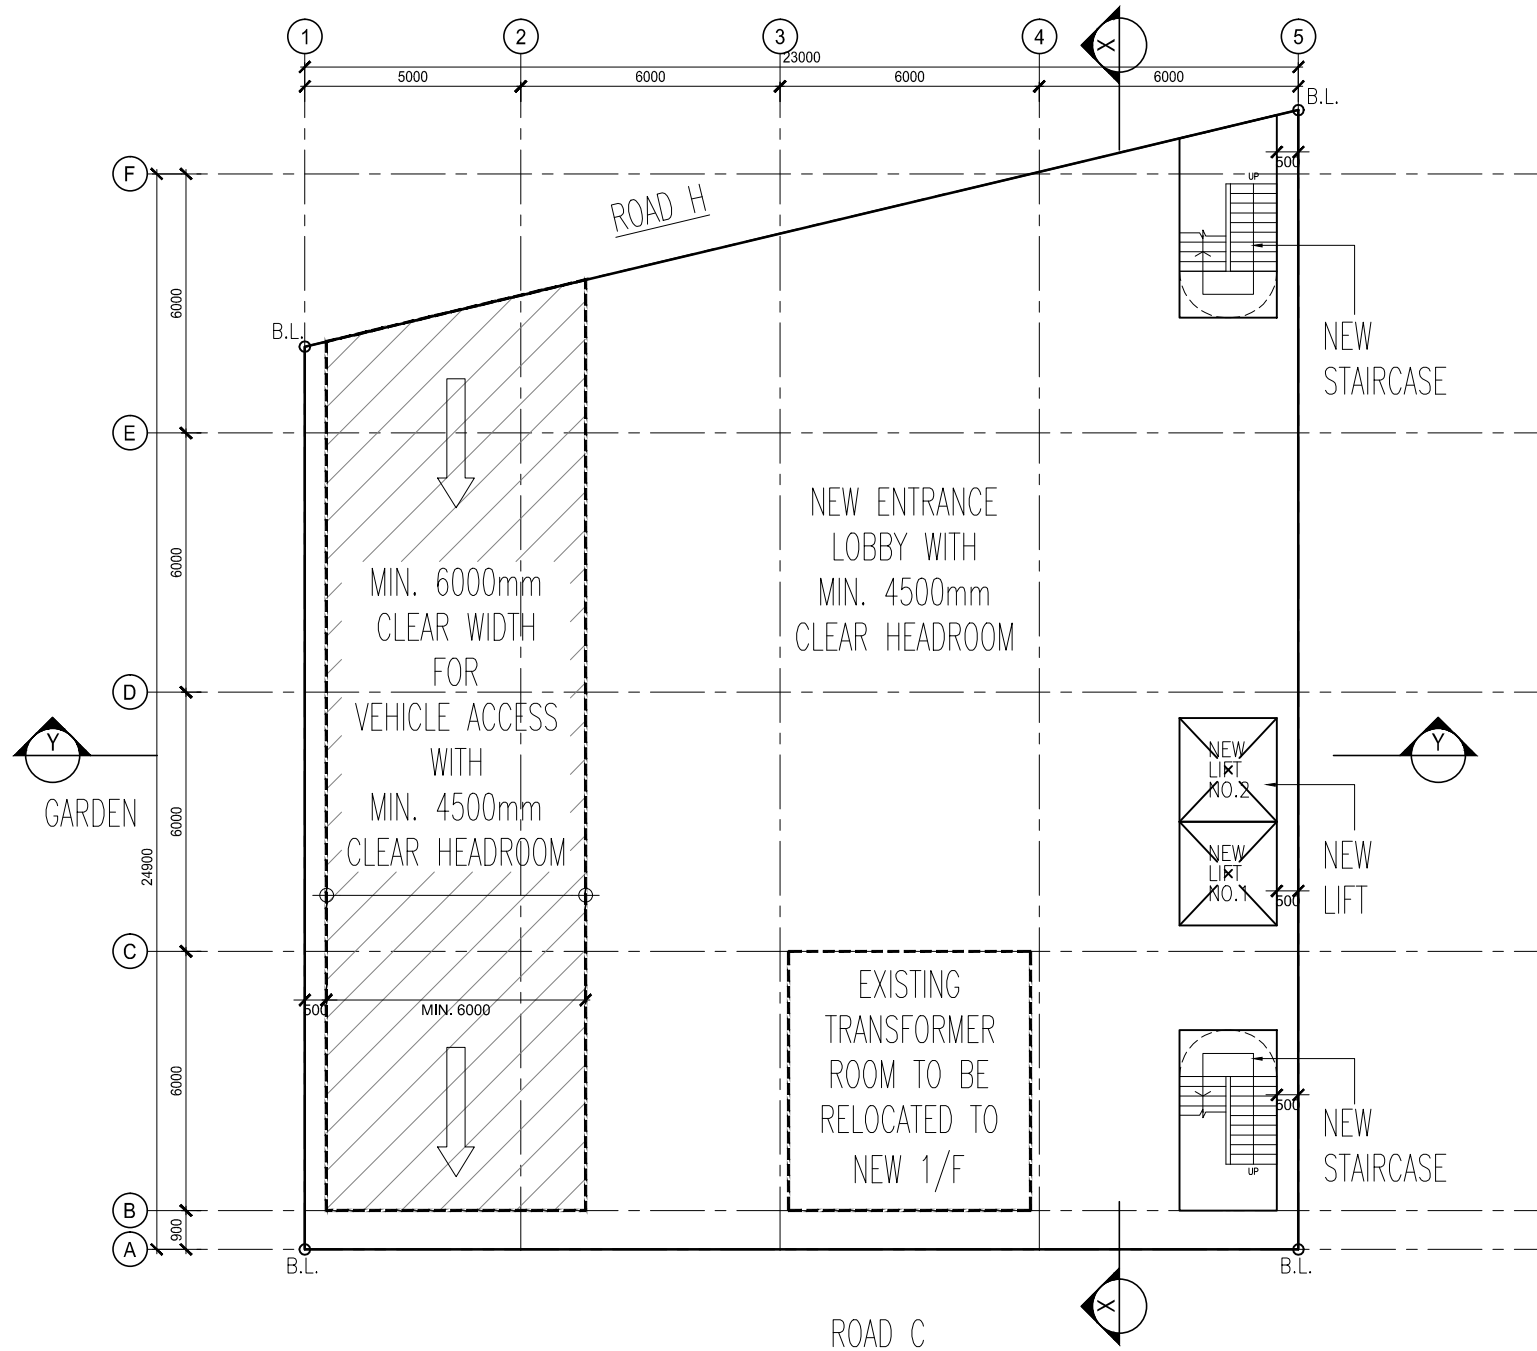 1
2
3
4
5
X
23000
5000
6000
6000
6000
B.L.
F
500
UP
ROAD H
6000
B.L.
NEW
STAIRCASE
E
NEW ENTRANCE
LOBBY WITH
MIN. 4500mm
CLEAR HEADROOM
6000
MIN. 6000mm
CLEAR WIDTH
FOR
VEHICLE ACCESS
WITH
MIN. 4500mm
CLEAR HEADROOM
D
Y
Y
NEW
LIFT
NO.2
GARDEN
6000
24900
NEW
LIFT
NO.1
NEW
LIFT
500
C
500
MIN. 6000
EXISTING
TRANSFORMER
ROOM TO BE
RELOCATED TO
NEW 1/F
6000
500
NEW
STAIRCASE
UP
B
900
A
B.L.
B.L.
X
ROAD C